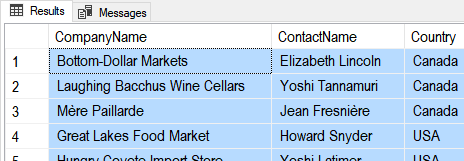 Results Messages
CompanyName ContactName Country
1 Bottom-Dollar Markets Elizabeth Lincoln Canada
2 Laughing Bacchus Wine Cellars Yoshi Tannamuri Canada
3 Mère Paillarde Jean Fresnière Canada
4 Great Lakes Food Market Howard Snyder USA
5 Hungry Coyote Import Store Yoshi Latimer USA